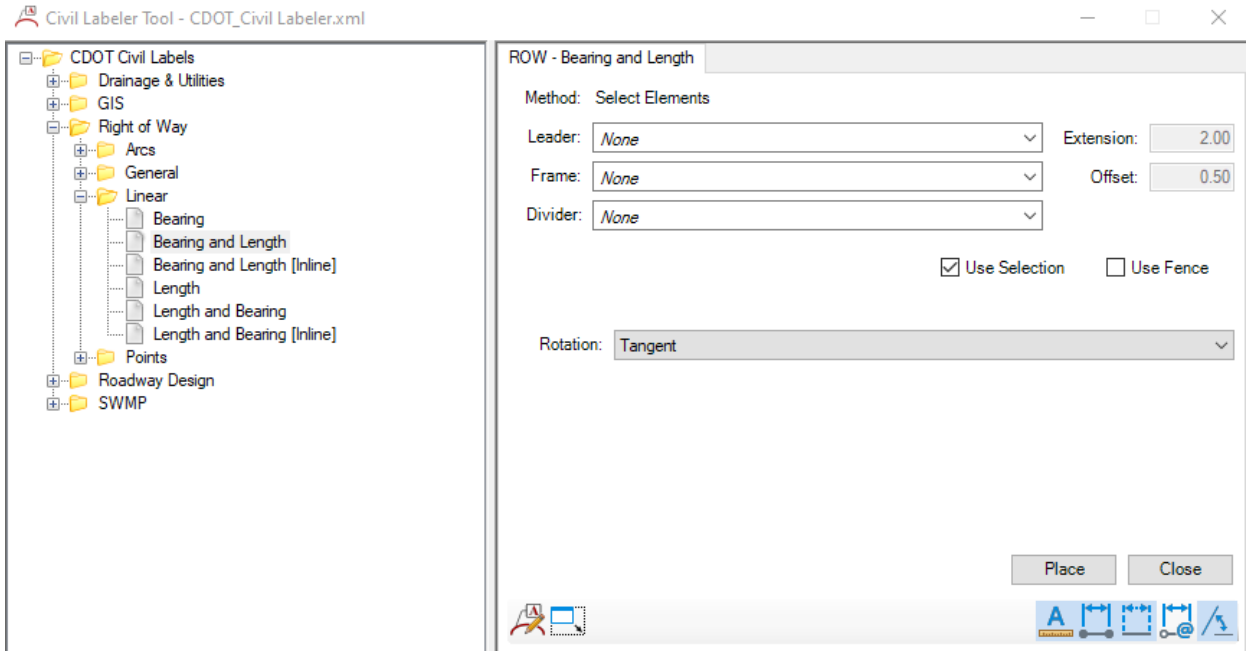 Civil Labeler Tool - CDOT_Civil Labeler.xml
CDOT Civil Labels
Drainage & Utilities
GIS
Right of Way
Arcs
General
Linear
Bearing
Bearing and Length
Bearing and Length [Inline]
Length
Length and Bearing
Length and Bearing [Inline]
Points
Roadway Design
SWMP
ROW - Bearing and Length
Method: Select Elements
Leader: None Extension: 2.00
Frame: None Offset: 0.50
Divider: None
Use Selection Use Fence
Rotation: Tangent
Place Close